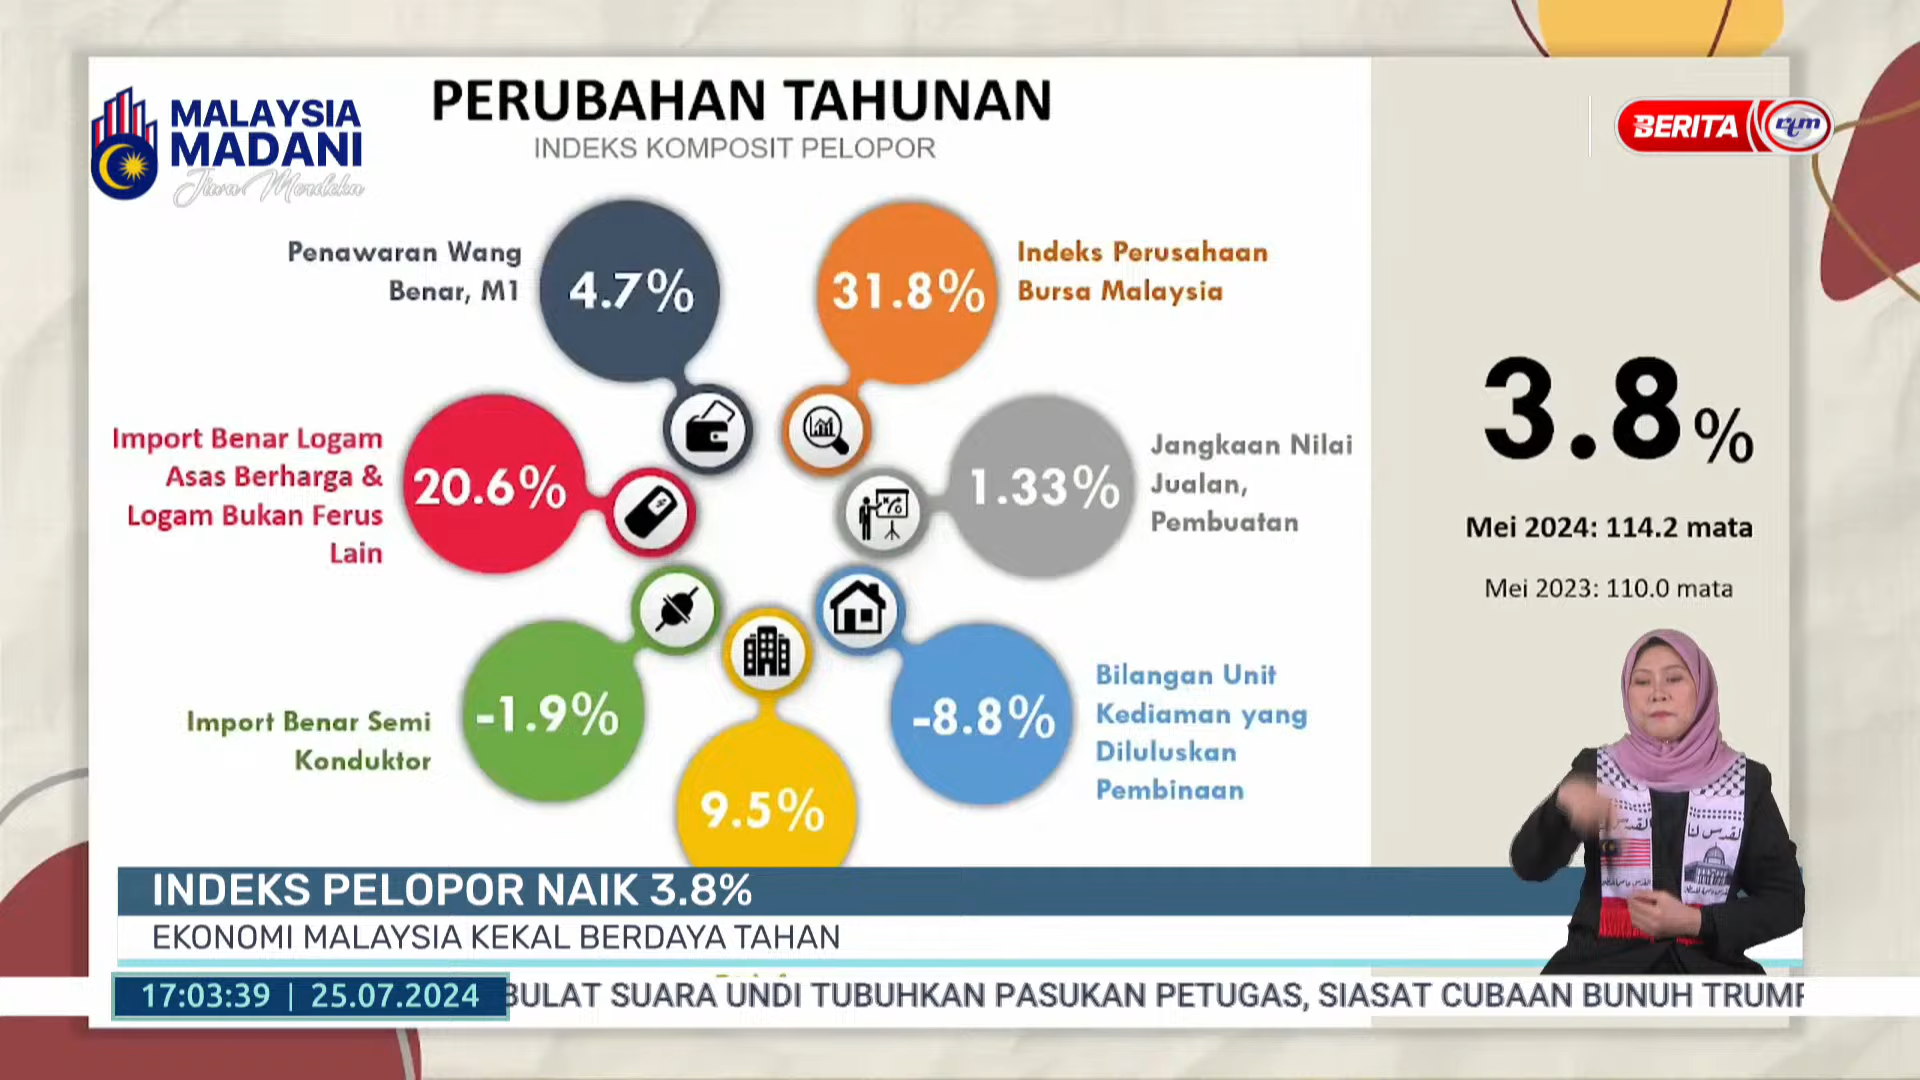 MALAYSIA
MADANI
Jiwa Merdeka
PERUBAHAN TAHUNAN
INDEKS KOMPOSIT PELOPOR
BERITA rtm
Penawaran Wang
Benar, M1
4.7%
31.8%
Indeks Perusahaan
Bursa Malaysia
Import Benar Logam
Asas Berharga &
Logam Bukan Ferus
Lain
20.6%
1.33%
Jangkaan Nilai
Jualan,
Pembuatan
3.8%
Mei 2024: 114.2 mata
Mei 2023: 110.0 mata
Import Benar Semi
Konduktor
-1.9%
9.5%
-8.8%
Bilangan Unit
Kediaman yang
Diluluskan
Pembinaan
INDEKS PELOPOR NAIK 3.8%
EKONOMI MALAYSIA KEKAL BERDAYA TAHAN
17:03:39 | 25.07.2024
BULAT SUARA UNDI TUBUHKAN PASUKAN PETUGAS, SIASAT CUBAAN BUNUH TRUMP